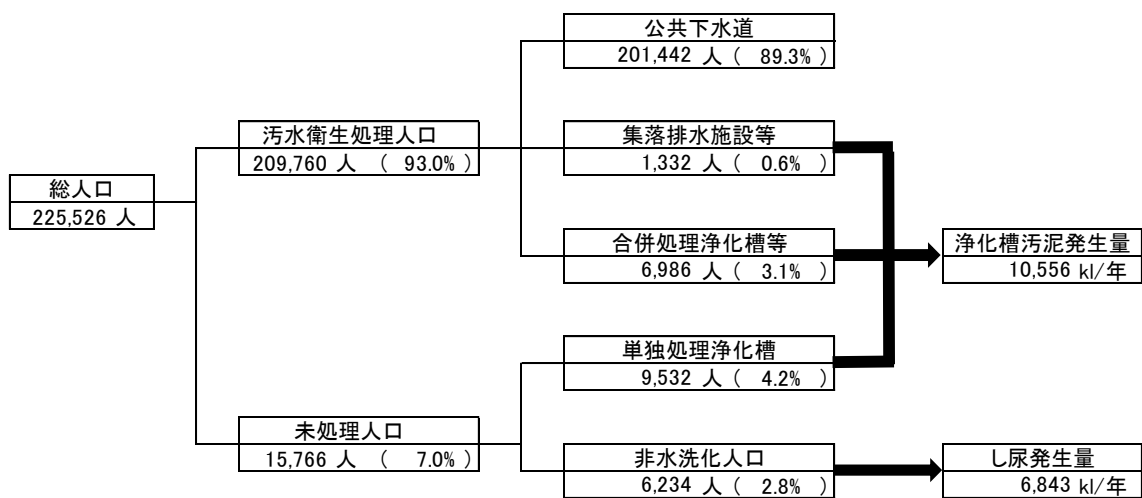 公共下水道
201,442 人 ( 89.3% )
汚水衛生処理人口
209,760 人 ( 93.0% )
集落排水施設等
1,332 人 ( 0.6% )
総人口
225,526 人
合併処理浄化槽等
6,986 人 ( 3.1% )
浄化槽汚泥発生量
10,556 kl/年
単独処理浄化槽
9,532 人 ( 4.2% )
未処理人口
15,766 人 ( 7.0% )
非水洗化人口
6,234 人 ( 2.8% )
し尿発生量
6,843 kl/年